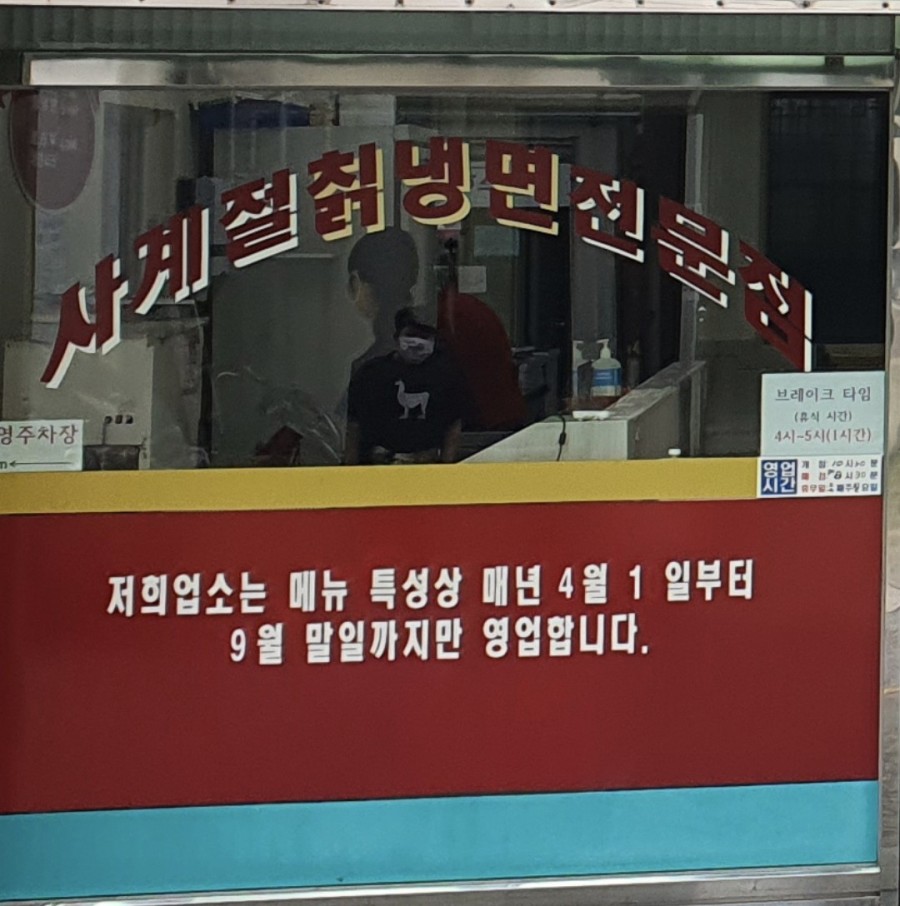 사계절칡냉면전문점
영주차장
브레이크 타임
(휴식 시간)
4시~5시(1시간)
영업
시간
저희업소는 메뉴 특성상 매년 4월 1 일부터
9월 말일까지만 영업합니다.